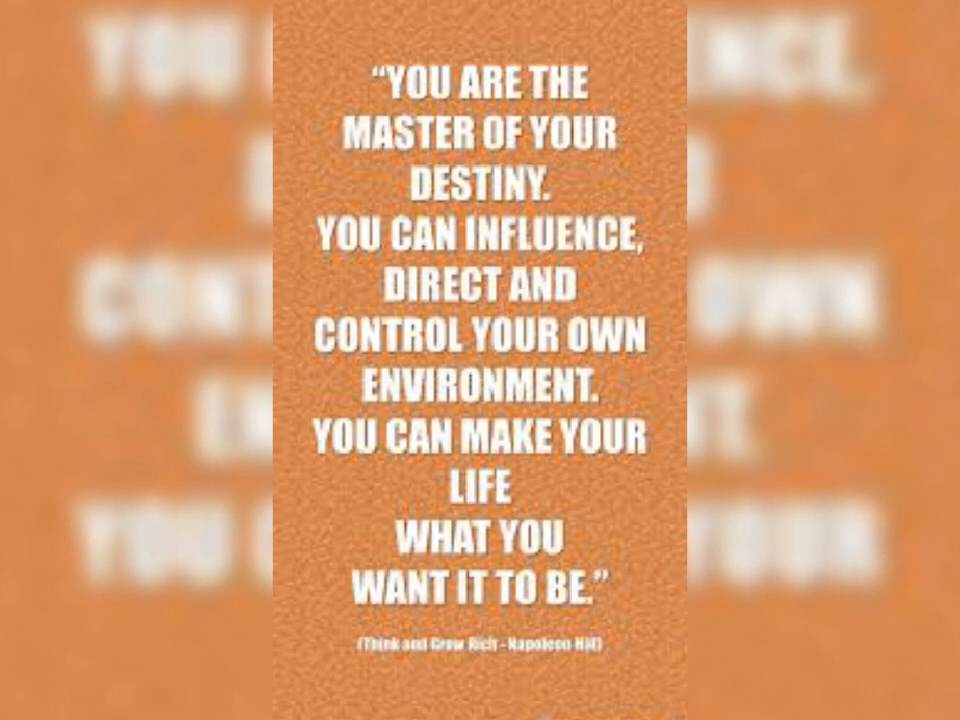 “YOU ARE THE
MASTER OF YOUR
DESTINY.
YOU CAN INFLUENCE,
DIRECT AND
CONTROL YOUR OWN
ENVIRONMENT.
YOU CAN MAKE YOUR
LIFE
WHAT YOU
WANT IT TO BE.”
(Think and Grow Rich - Napoleon Hill)